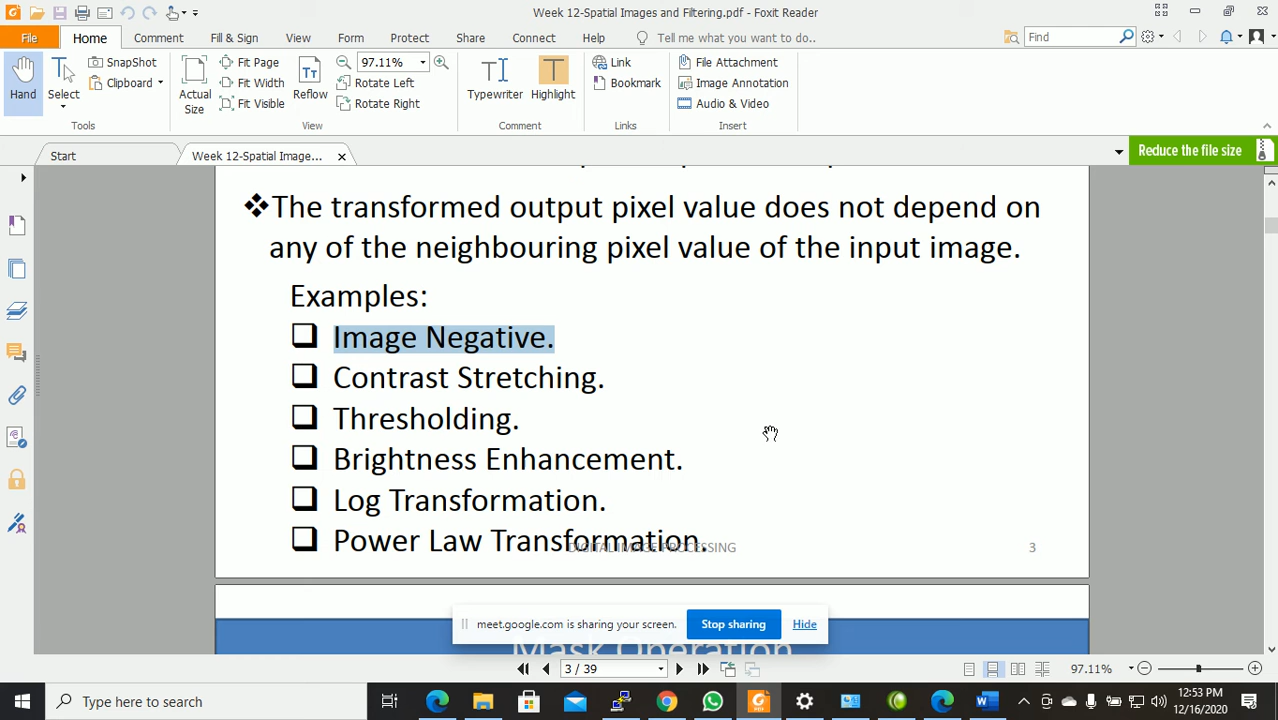 Week 12-Spatial Images and Filtering.pdf - Foxit Reader
File Home Comment Fill & Sign View Form Protect Share Connect Help Tell me what you want to do.. Find
Hand
Select
SnapShot
Clipboard
Tools
Actual Size
Fit Page
Fit Width
Fit Visible
Reflow
97.11%
Rotate Left
Rotate Right
View
Typewriter
Highlight
Comment
Link
Bookmark
Links
File Attachment
Image Annotation
Audio & Video
Insert
Start
Week 12-Spatial Image...
Reduce the file size
The transformed output pixel value does not depend on
any of the neighbouring pixel value of the input image.
Examples:
Image Negative.
Contrast Stretching.
Thresholding.
Brightness Enhancement.
Log Transformation.
Power Law Transformation.
DIGITAL IMAGE PROCESSING 3
meet.google.com is sharing your screen. Stop sharing Hide
Mask Operation
3 / 39
97.11%
Type here to search
12:53 PM
12/16/2020